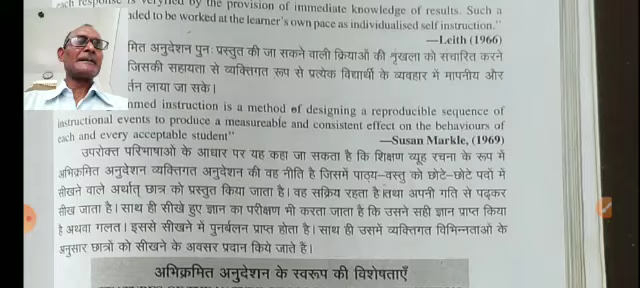 each response is verified by the provision of immediate knowledge of results. Such a
ded to be worked at the learner's own pace as individualised self instruction."
—Leith (1966)
मित अनुदेशन पुनः प्रस्तुत की जा सकने वाली क्रियाओं की शृंखला को संचारित करने
जिसकी सहायता से व्यक्तिगत रूप से प्रत्येक विद्यार्थी के व्यवहार में मापनीय और
र्तन लाया जा सके।
med instruction is a method of designing a reproducible sequence of
instructional events to produce a measureable and consistent effect on the behaviours of
each and every acceptable student"
—Susan Markle, (1969)
उपरोक्त परिभाषाओं के आधार पर यह कहा जा सकता है कि शिक्षण व्यूह रचना के रूप में
अभिक्रमित अनुदेशन व्यक्तिगत अनुदेशन की वह नीति है जिसमें पाठ्य-वस्तु को छोटे-छोटे पदों में
सीखने वाले अर्थात् छात्र को प्रस्तुत किया जाता है। वह सक्रिय रहता है तथा अपनी गति से पढ़कर
सीख जाता है। साथ ही सीखे हुए ज्ञान का परीक्षण भी करता जाता है कि उसने सही ज्ञान प्राप्त किया
है अथवा गलत। इससे सीखने में पुनर्बलन प्राप्त होता है। साथ ही उसमें व्यक्तिगत विभिन्नताओं के
अनुसार छात्रों को सीखने के अवसर प्रदान किये जाते हैं।
अभिक्रमित अनुदेशन के स्वरूप की विशेषताएँ